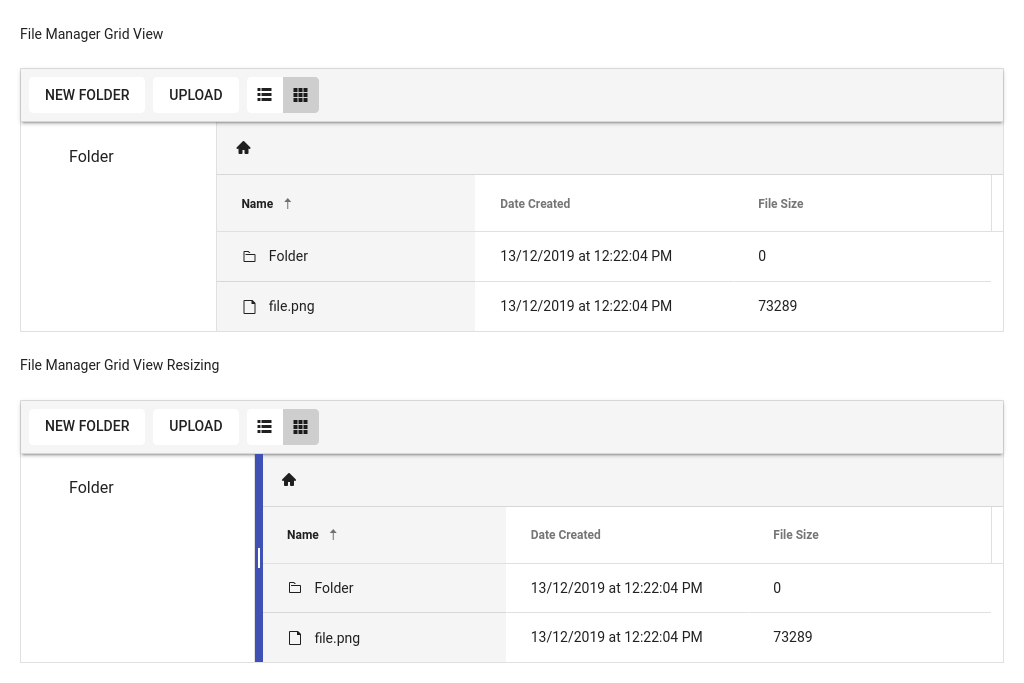 File Manager Grid View
NEW FOLDER UPLOAD
Folder
Name Date Created File Size
Folder 13/12/2019 at 12:22:04 PM 0
file.png 13/12/2019 at 12:22:04 PM 73289
File Manager Grid View Resizing
NEW FOLDER UPLOAD
Folder
Name Date Created File Size
Folder 13/12/2019 at 12:22:04 PM 0
file.png 13/12/2019 at 12:22:04 PM 73289